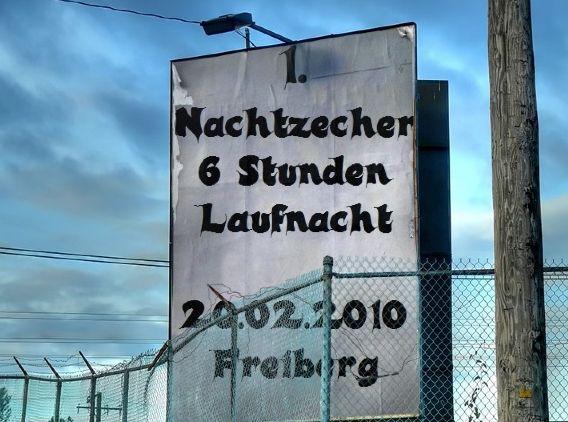 1.
Nachtzecher
6 Stunden
Laufnacht
20.02.2010
Freiberg